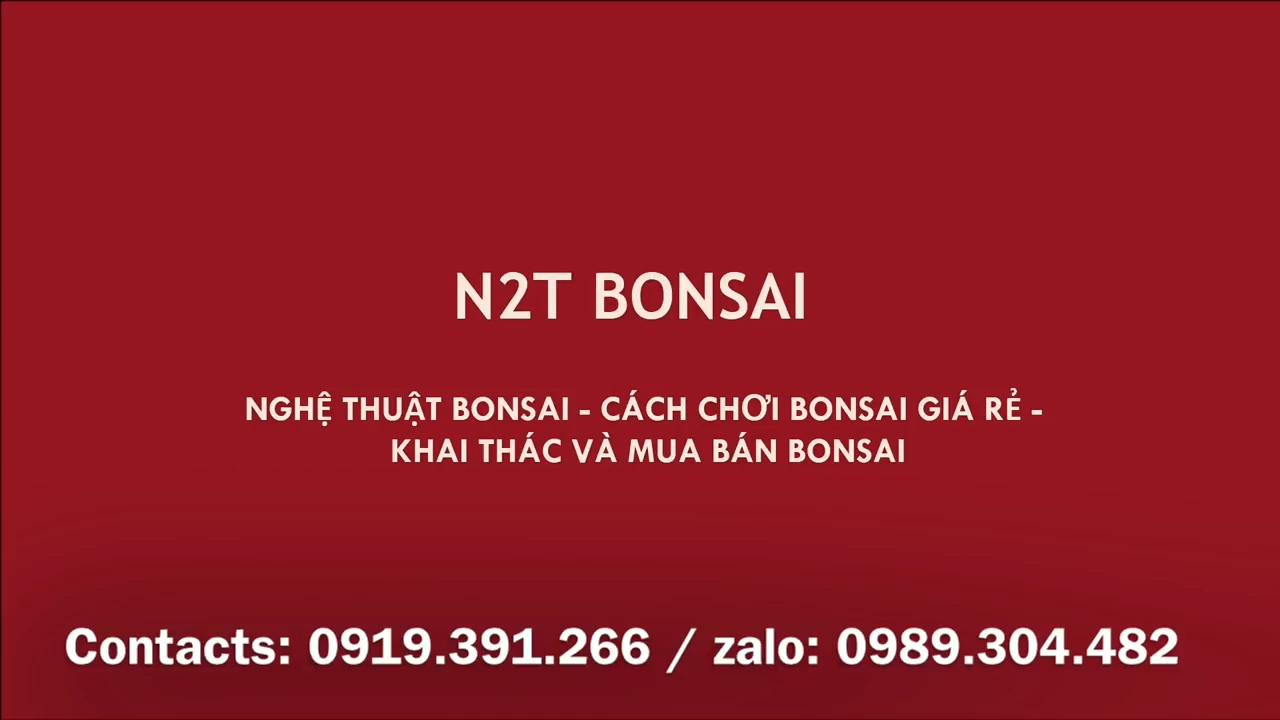 N2T BONSAI
NGHỆ THUẬT BONSAI - CÁCH CHƠI BONSAI GIÁ RẺ -
KHAI THÁC VÀ MUA BÁN BONSAI
Contacts: 0919.391.266 / zalo: 0989.304.482